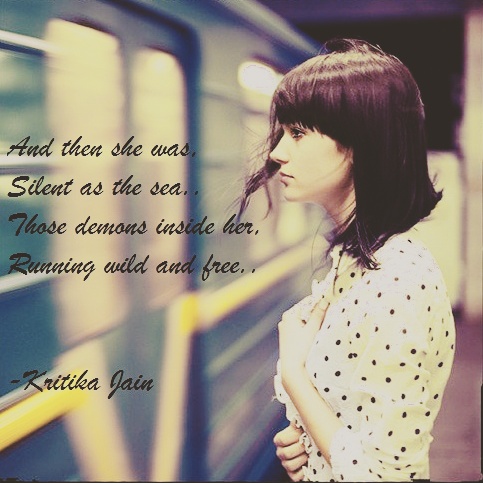 And then she was,
Silent as the sea..
Those demons inside her,
Running wild and free..
-Kritika Jain